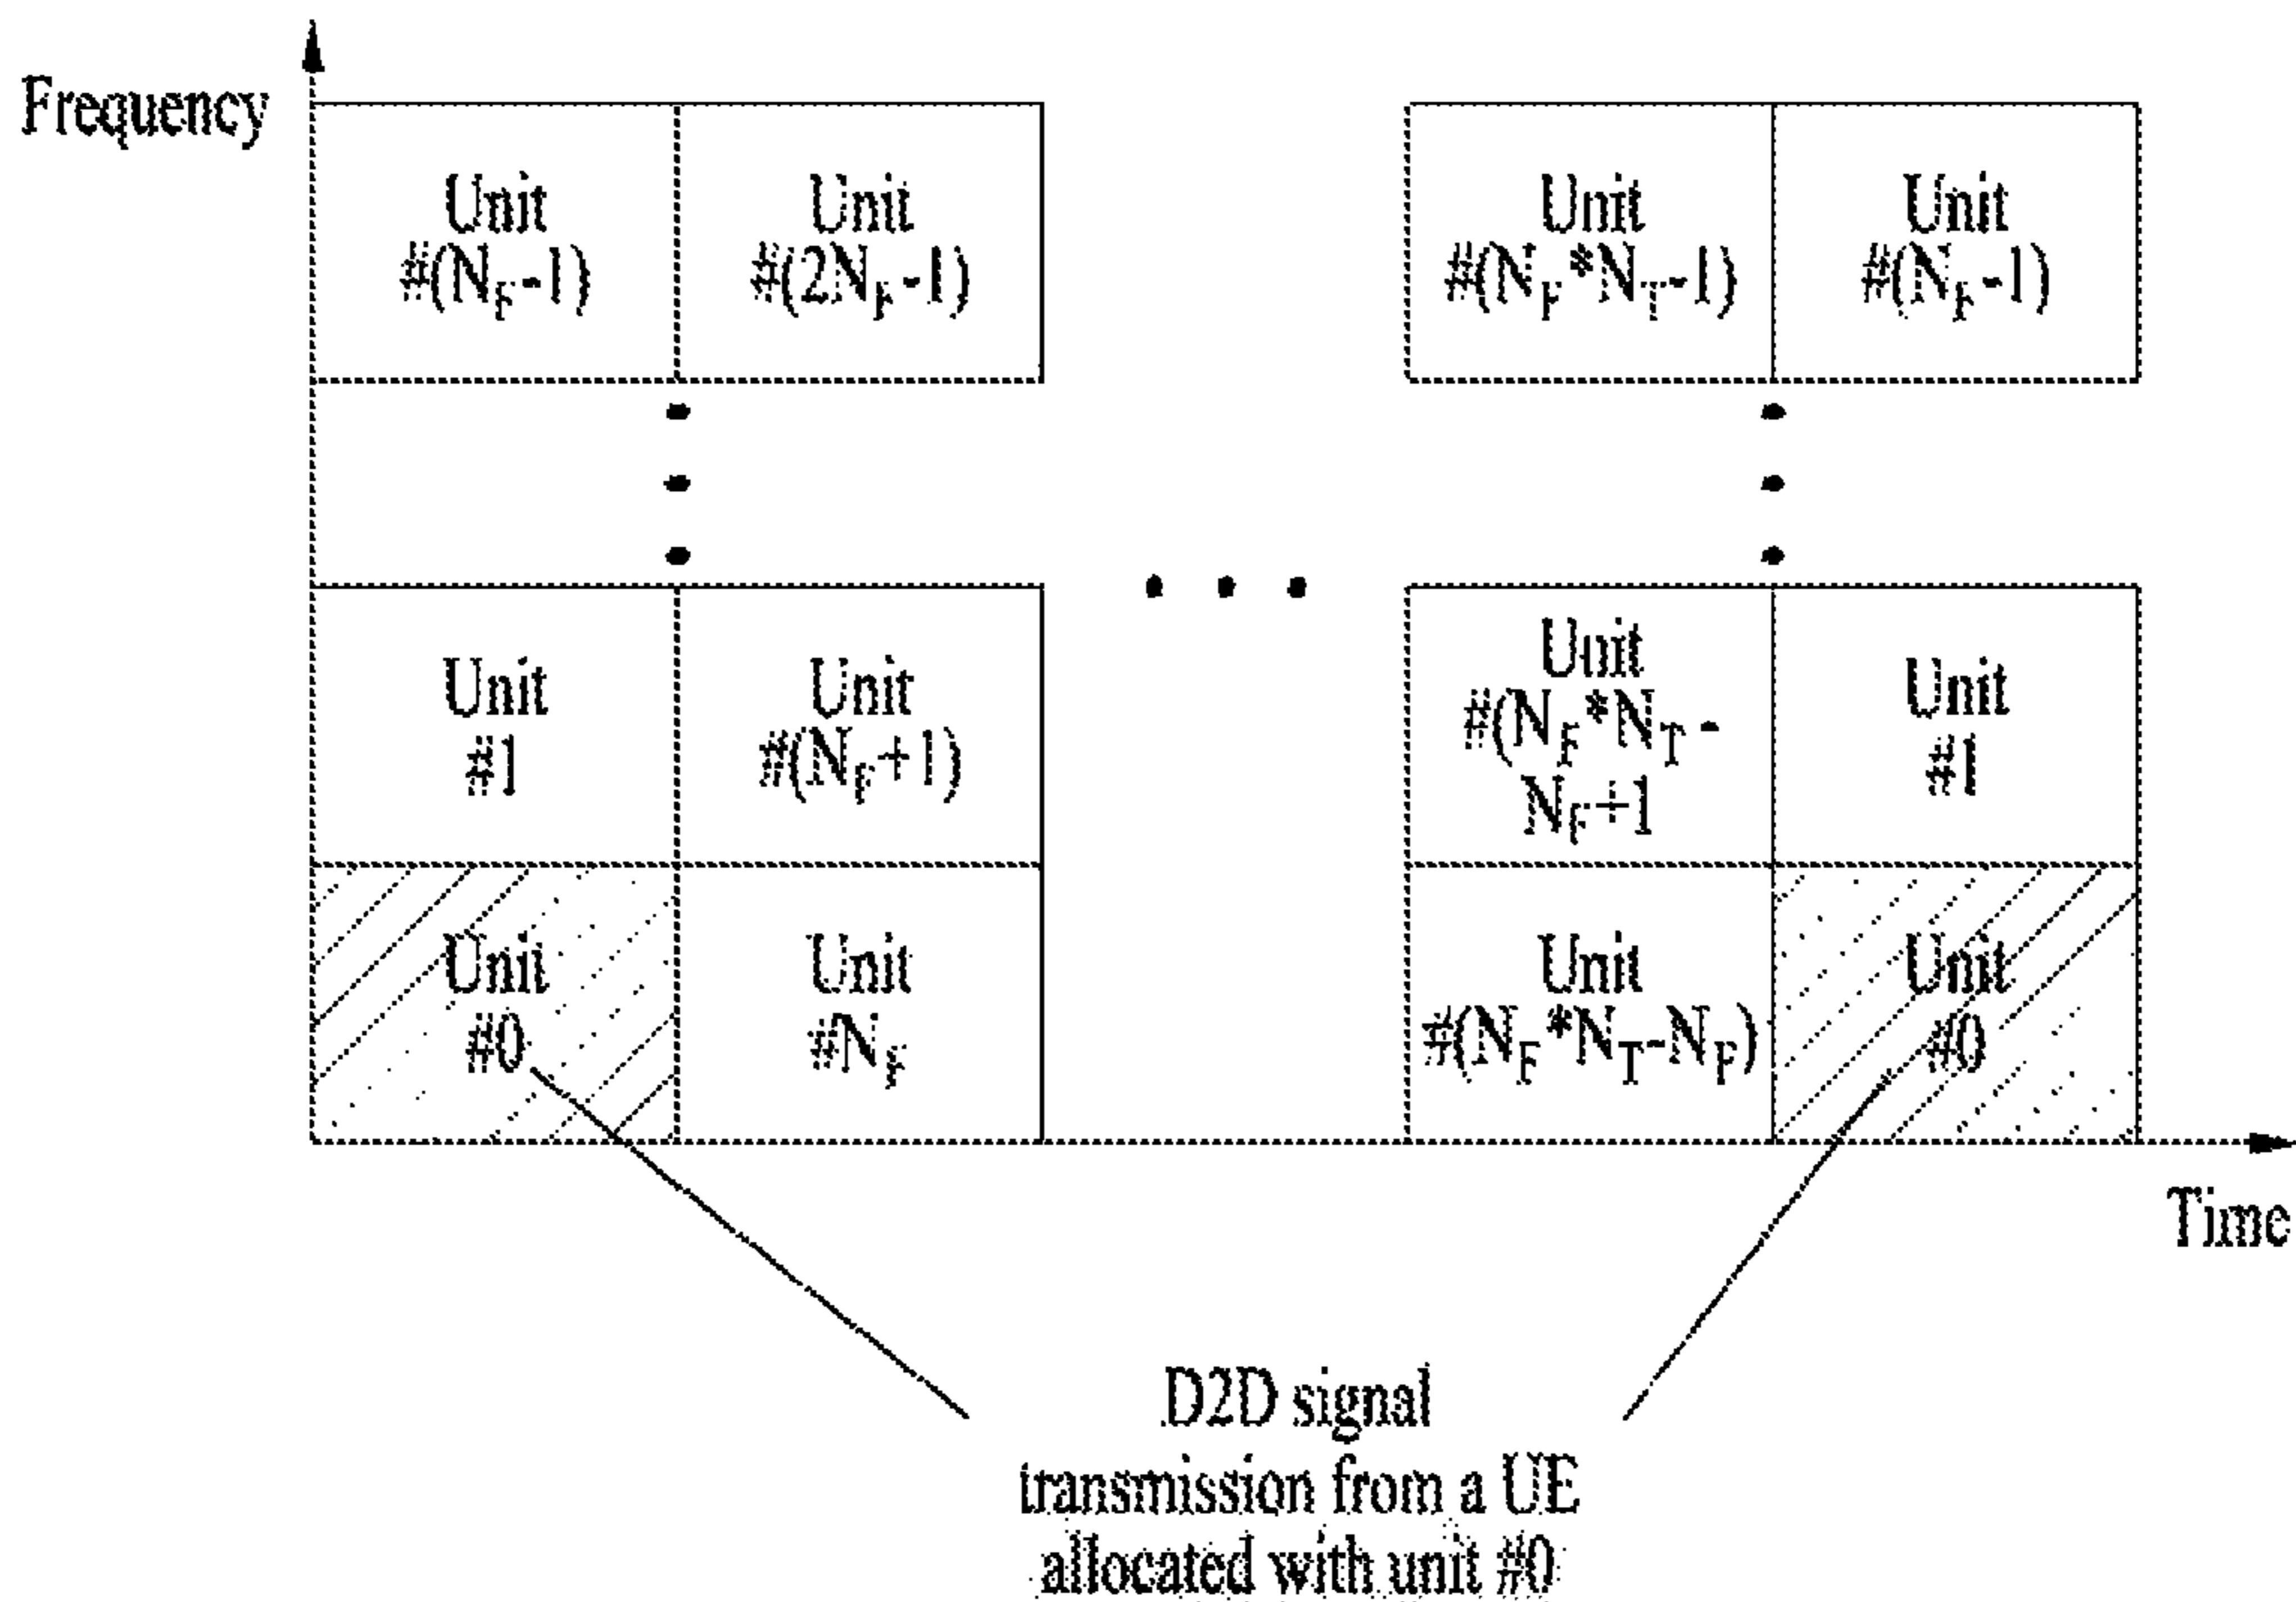 Frequency
Unit
#(N_F-1)
Unit
#(2N_F-1)
Unit
#(N_F*N_T-1)
Unit
#(N_F-1)
Unit
#1
Unit
#(N_F+1)
Unit
#(N_F*N_T-
N_F+1
Unit
#1
Unit
#0
Unit
#N_F
Unit
#(N_F*N_T-N_F)
Unit
#0
Time
D2D signal
transmission from a UE
allocated with unit #0